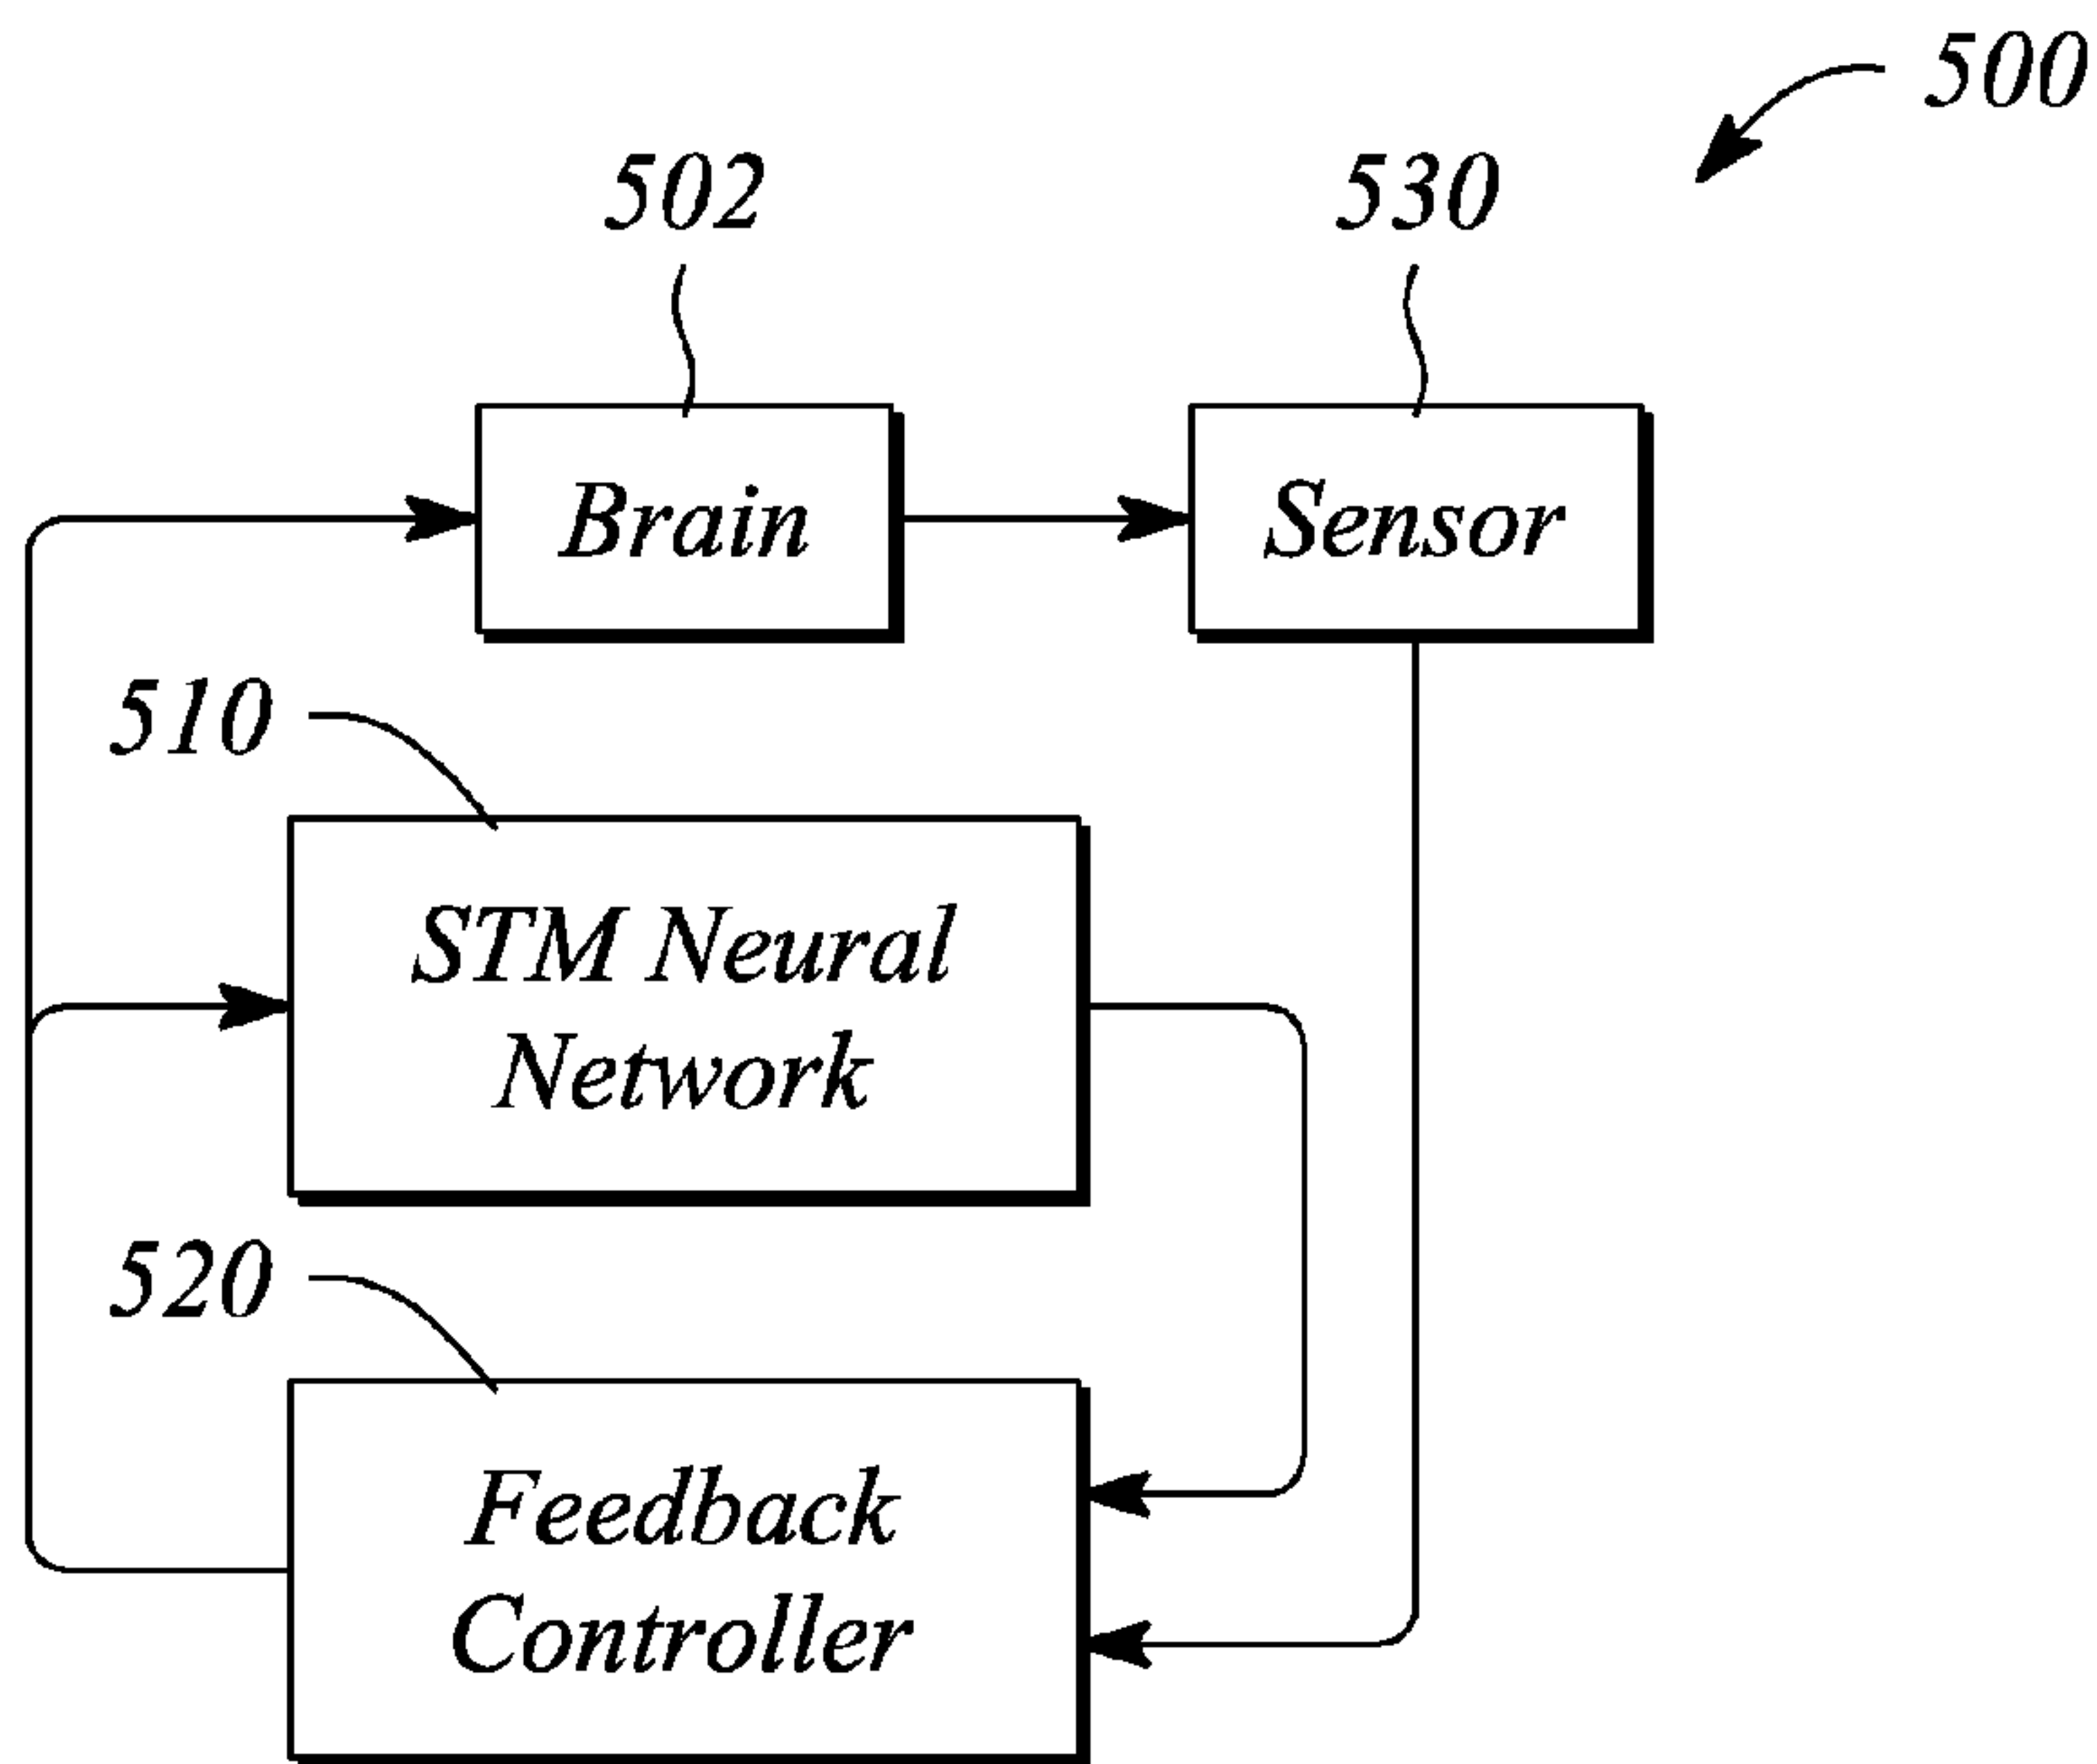 500
502
530
Brain
Sensor
510
STM Neural
Network
520
Feedback
Controller